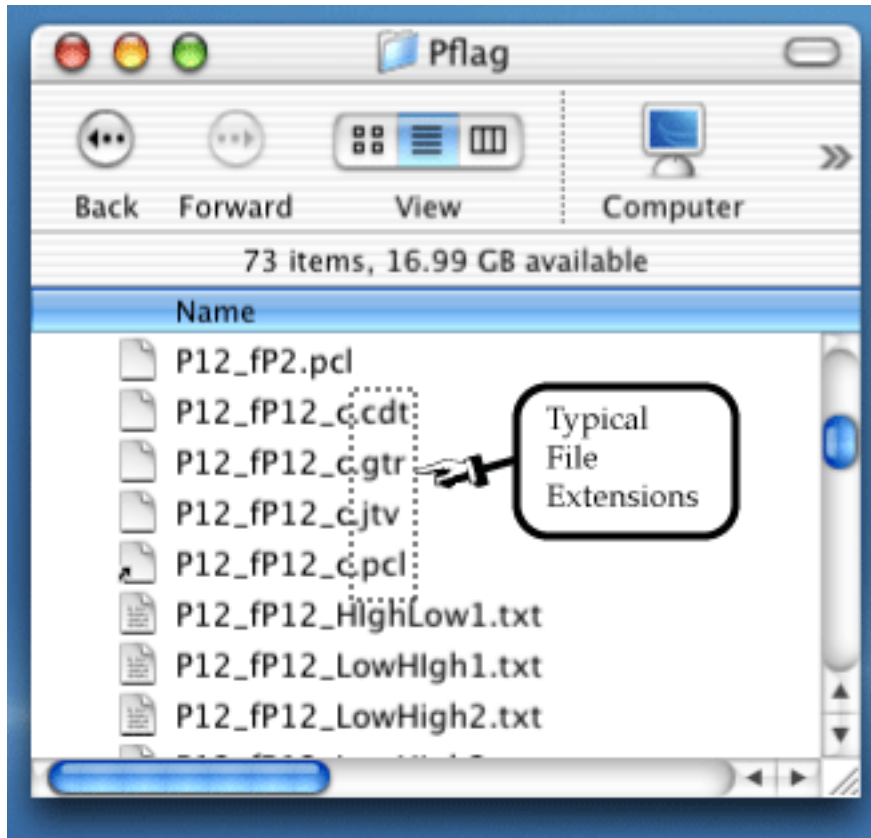 Pflag
Back Forward View Computer
73 items, 16.99 GB available
Name
P12_fP2.pcl
P12_fP12_c.cdt
P12_fP12_c.gtr
P12_fP12_c.jtv
P12_fP12_c.pcl
P12_fP12_HIghLow1.txt
P12_fP12_LowHIgh1.txt
P12_fP12_LowHigh2.txt
Typical
File
Extensions